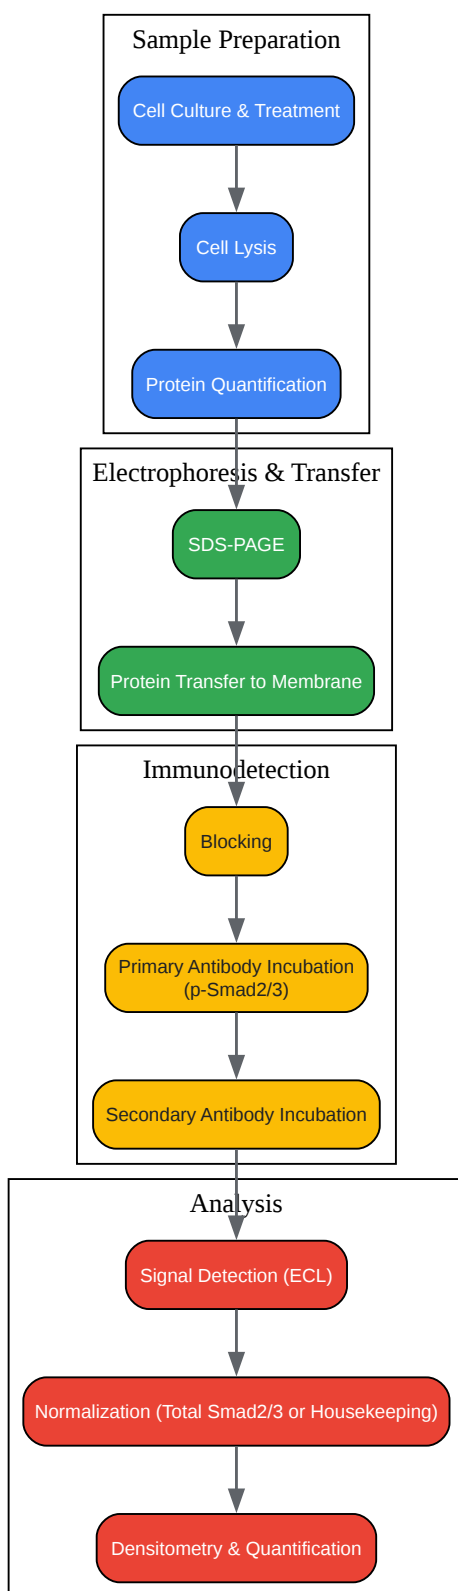 Sample Preparation
Cell Culture & Treatment
Cell Lysis
Protein Quantification
Electrophoresis & Transfer
SDS-PAGE
Protein Transfer to Membrane
Immunodetection
Blocking
Primary Antibody Incubation
(p-Smad2/3)
Secondary Antibody Incubation
Analysis
Signal Detection (ECL)
Normalization (Total Smad2/3 or Housekeeping)
Densitometry & Quantification